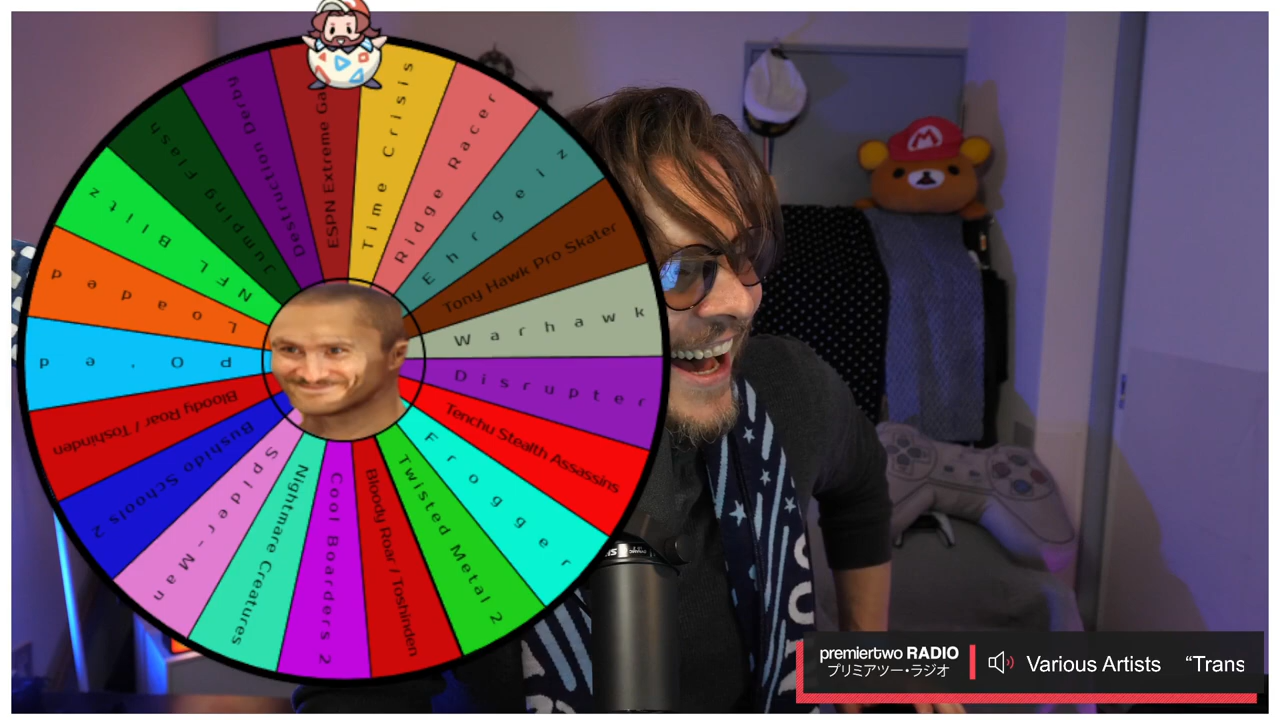 ESPN Extreme Ga
Time Crisis
Ridge Racer
Ehrgeiz
Tony Hawk Pro Skater
Warhawk
Disrupter
Tenchu Stealth Assassins
Frogger
Twisted Metal 2
Bloody Roar / Toshinden
Cool Boarders 2
Nightmare Creatures
Spider-Man
Bushido Schools 2
Bloody Roar / Toshinden
pO'ed
Loaded
NFL Blitz
Jumping Flash
Destruction Derby
premiertwo RADIO
プリミアツー・ラジオ
Various Artists “Trans